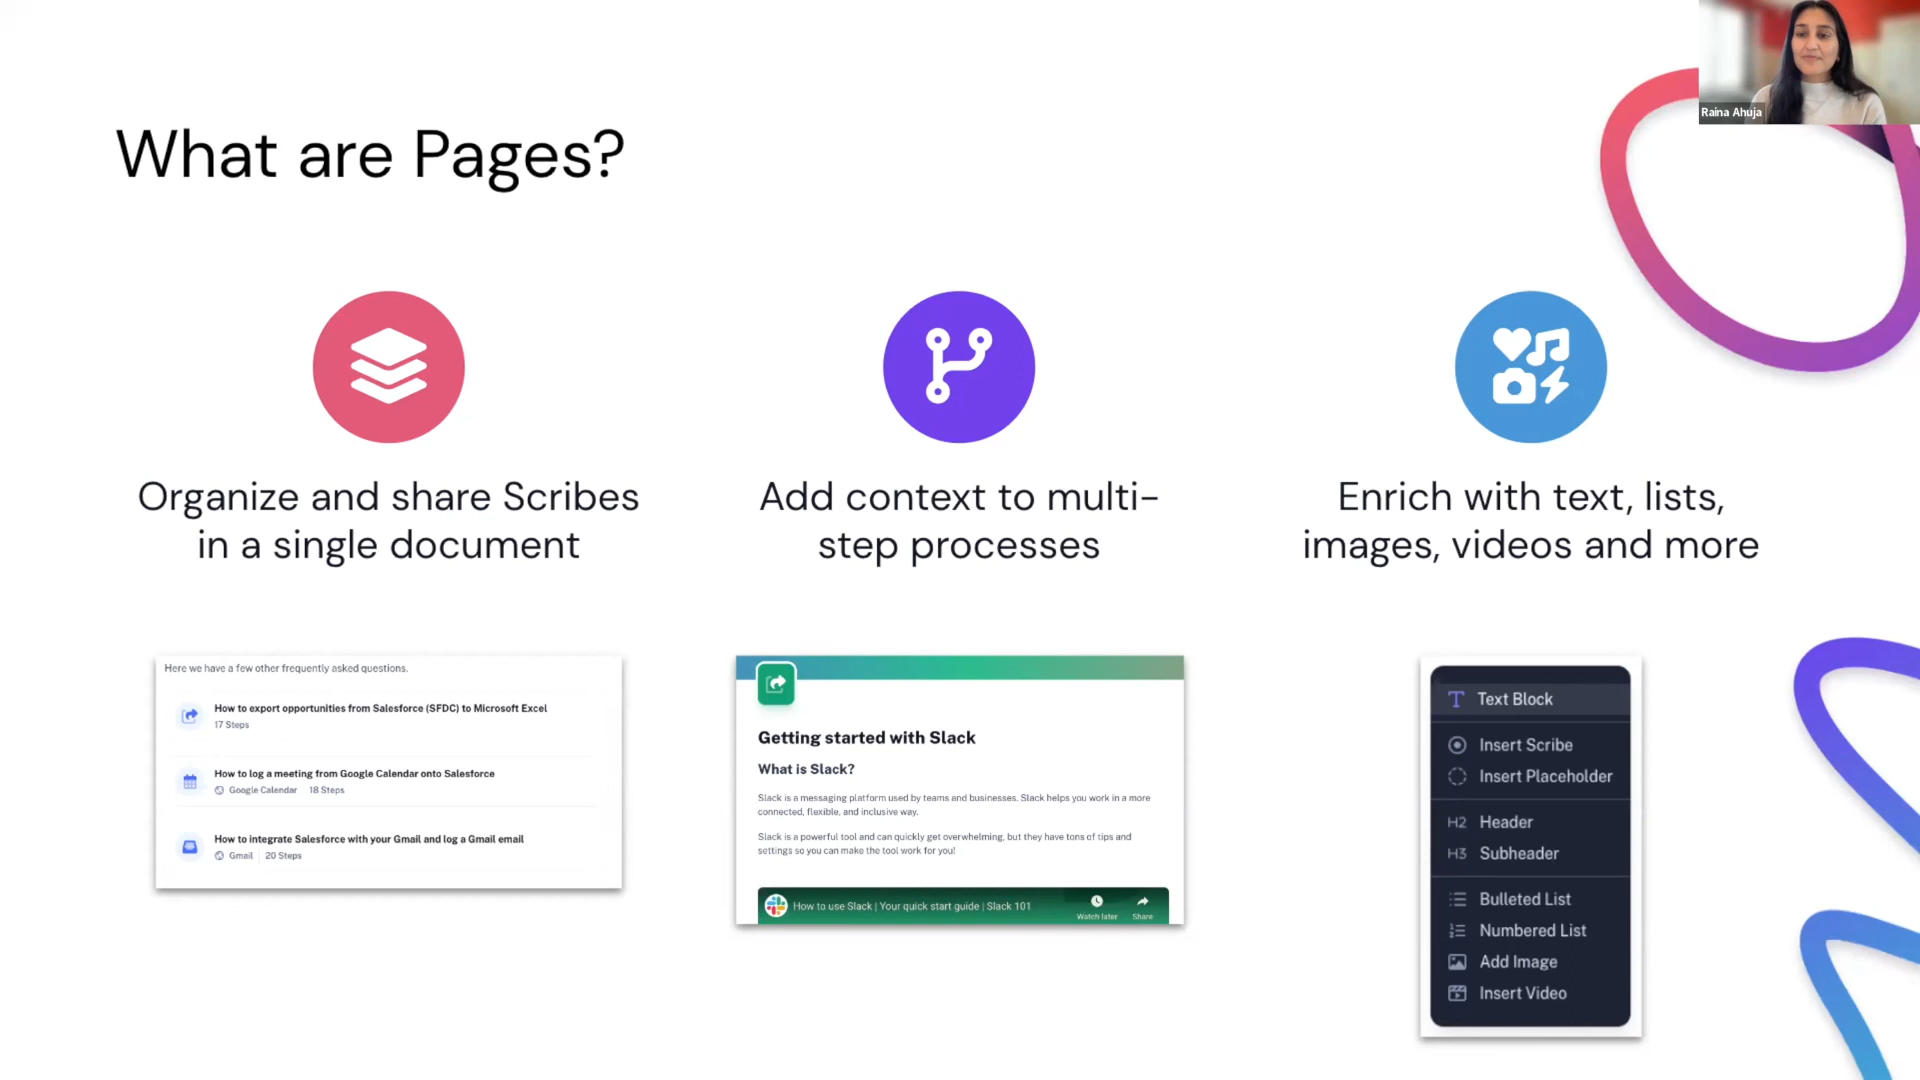 Raina Ahuja
What are Pages?
Organize and share Scribes
in a single document
Add context to multi-
step processes
Enrich with text, lists,
images, videos and more
Here we have a few other frequently asked questions.
How to export opportunities from Salesforce (SFDC) to Microsoft Excel
17 Steps
How to log a meeting from Google Calendar onto Salesforce
Google Calendar 18 Steps
How to integrate Salesforce with your Gmail and log a Gmail email
Gmail 20 Steps
Getting started with Slack
What is Slack?
Slack is a messaging platform used by teams and businesses. Slack helps you work in a more
connected, flexible, and inclusive way.
Slack is a powerful tool and can quickly get overwhelming, but they have tons of tips and
settings so you can make the tool work for you!
How to use Slack | Your quick start guide | Slack 101
Watch later Share
T Text Block
Insert Scribe
Insert Placeholder
H2 Header
H3 Subheader
Bulleted List
Numbered List
Add Image
Insert Video